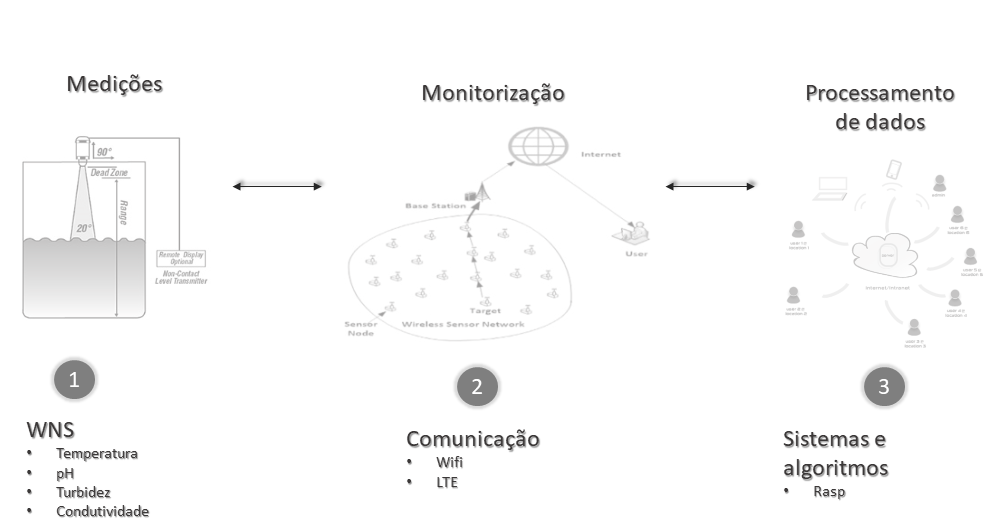 Medições
90°
Dead Zone
Range
20°
Remote Display
Optional
Non-Contact
Level Transmitter
Monitorização
Internet
Base Station
User
Target
Sensor
Node
Wireless Sensor Network
Processamento
de dados
Internet/Intranet
1
WNS
• Temperatura
• pH
• Turbidez
• Condutividade
2
Comunicação
• Wifi
• LTE
3
Sistemas e
algoritmos
• Rasp